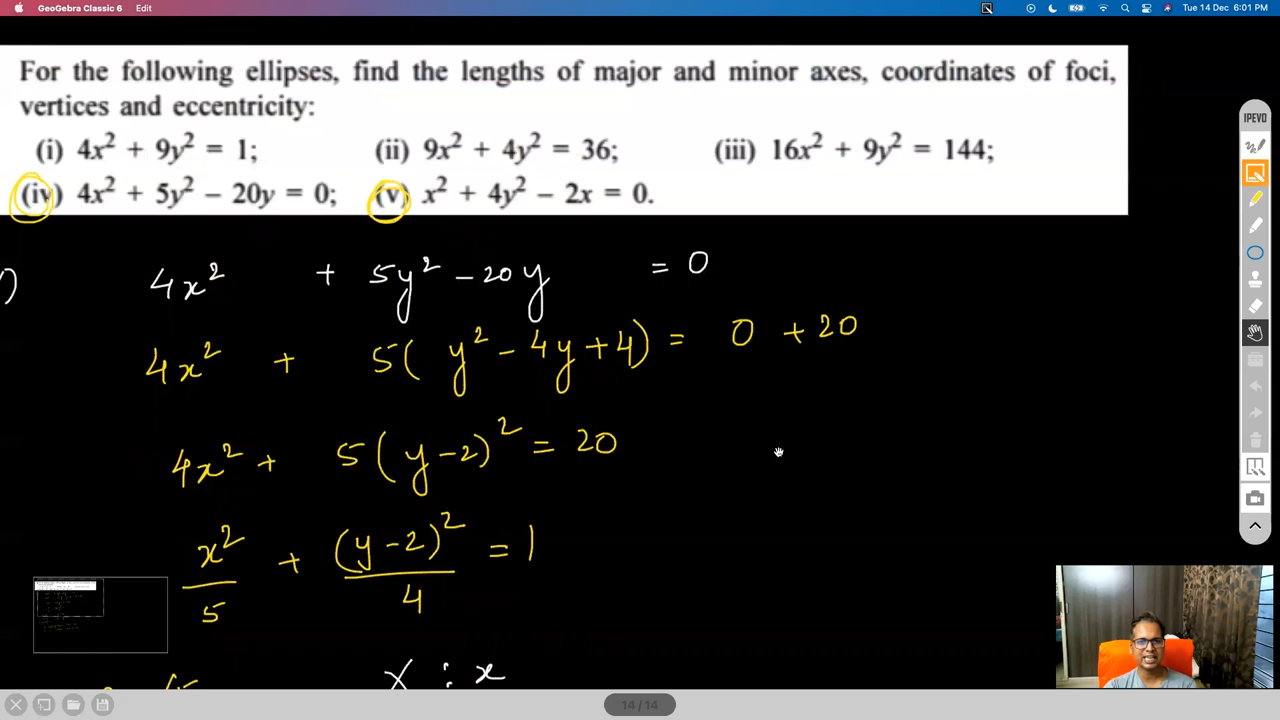 GeoGebra Classic 6 Edit Tue 14 Dec 6:01 PM
For the following ellipses, find the lengths of major and minor axes, coordinates of foci,
vertices and eccentricity:
(i) 4x² + 9y² = 1; (ii) 9x² + 4y² = 36; (iii) 16x² + 9y² = 144;
(iv) 4x² + 5y² – 20y = 0; (v) x² + 4y² – 2x = 0.
4x² + 5y² – 20y = 0
4x² + 5( y² – 4y + 4) = 0 + 20
4x² + 5(y–2)² = 20
x²/5 + (y–2)²/4 = 1
X : x
IPEVO
14 / 14